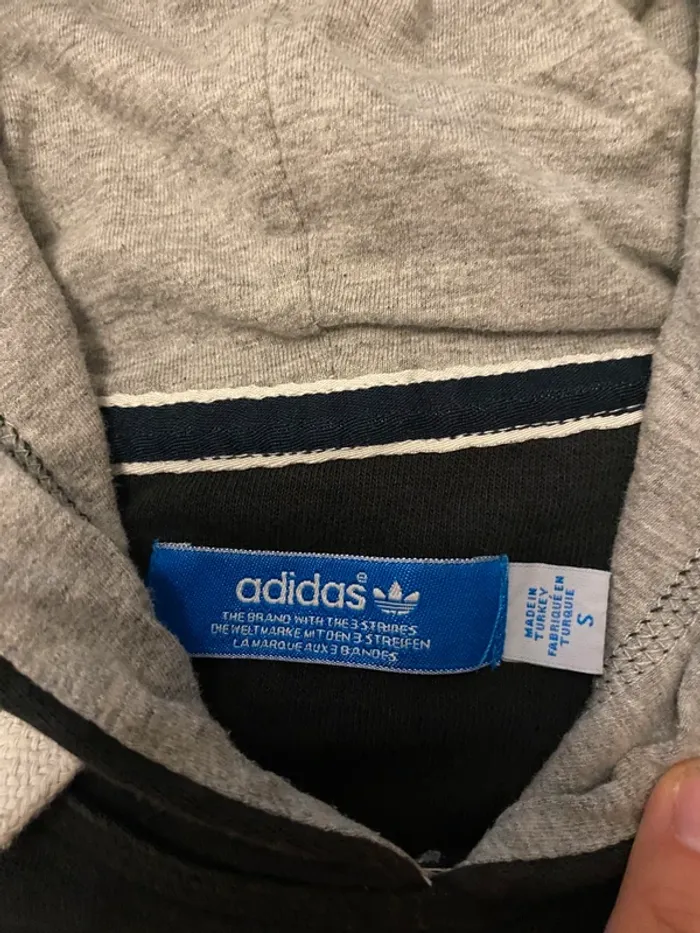 adidas®
THE BRAND WITH THE 3 STRIPES
DIE WELTMARKE MIT DEN 3 STREIFEN
LA MARQUE AUX 3 BANDES
MADE IN
TURKEY
FABRIQUÉ EN
TURQUIE
S